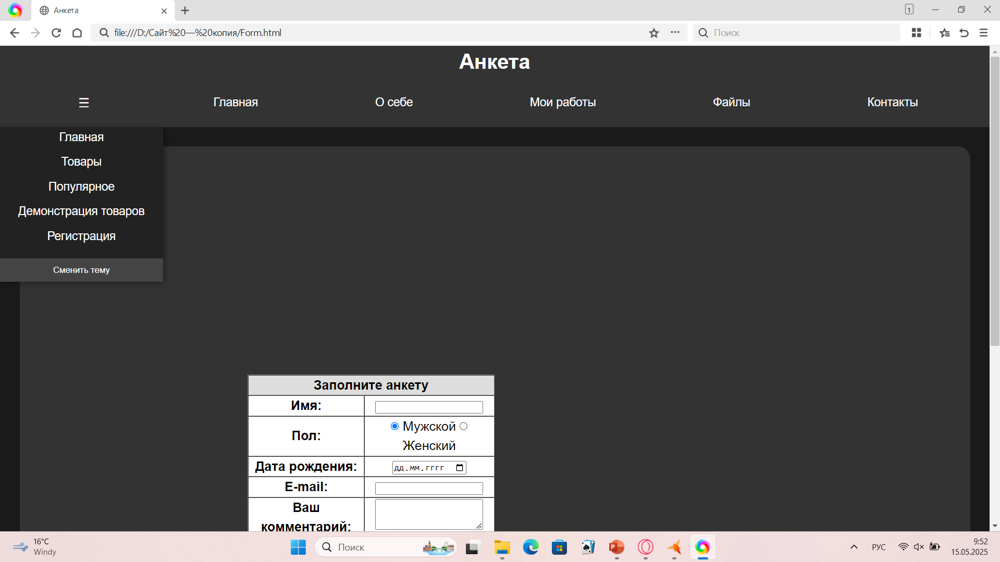 Анкета
1
file:///D:/Сайт%20—%20копия/Form.html
Поиск
Анкета
☰
Главная
О себе
Мои работы
Файлы
Контакты
Главная
Товары
Популярное
Демонстрация товаров
Регистрация
Сменить тему
Заполните анкету
Имя:
Пол:
Мужской
Женский
Дата рождения:
дд.мм.гггг
E-mail:
Ваш
комментарий:
16°C
Windy
Поиск
РУС
9:52
15.05.2025